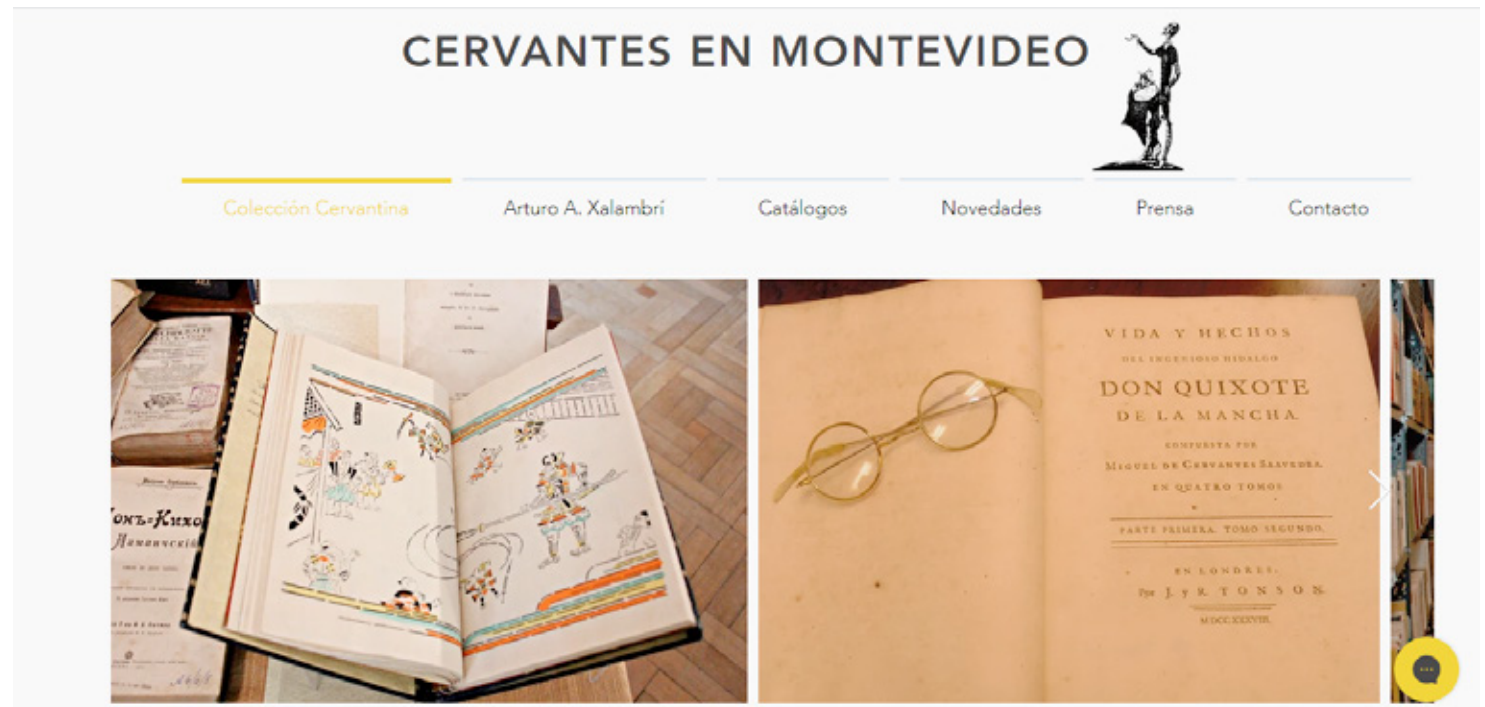 CERVANTES EN MONTEVIDEO
Colección Cervantina
Arturo A. Xalambrí
Catálogos
Novedades
Prensa
Contacto
VIDA Y HECHOS
DEL INGENIOSO HIDALGO
DON QUIXOTE
DE LA MANCHA.
COMPUESTA POR
MIGUEL DE CERVANTES SAAVEDRA.
EN QUATRO TOMOS
PARTE PRIMERA. TOMO SEGUNDO.
EN LONDRES:
Por J. y R. TONSON
MDCCXXXVIII.